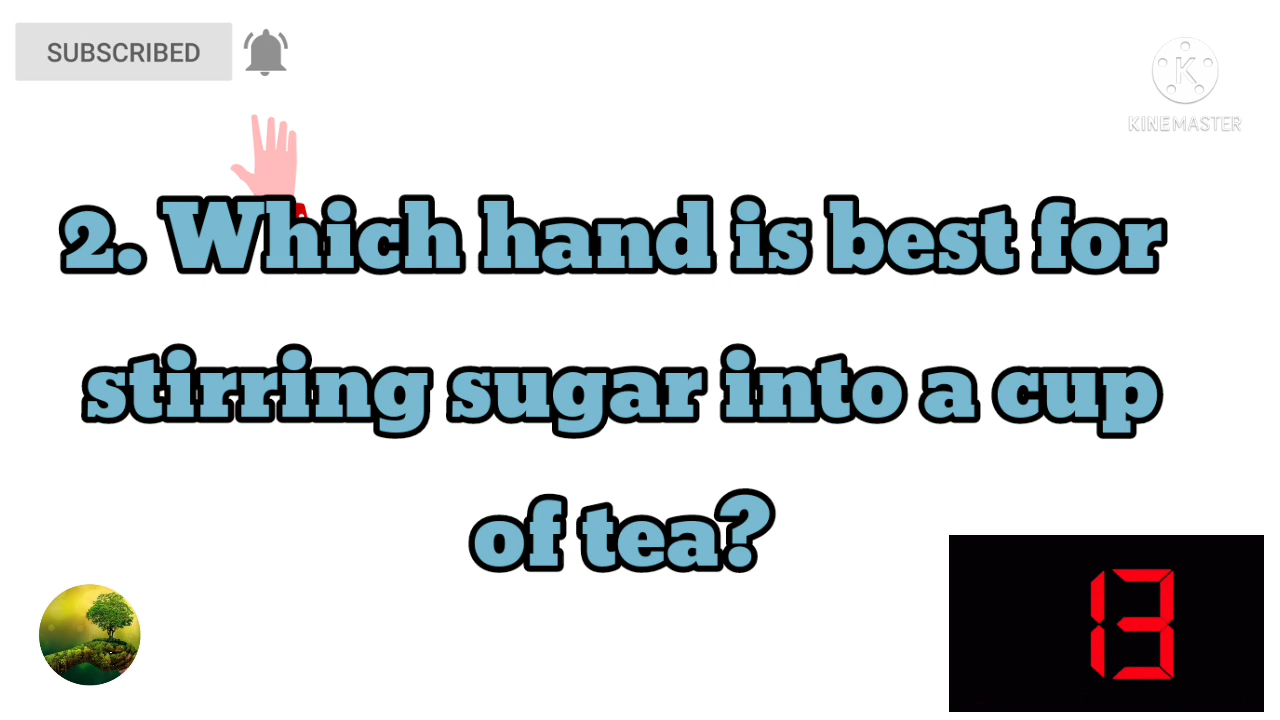 SUBSCRIBED
KINEMASTER
2. Which hand is best for
stirring sugar into a cup
of tea?
13